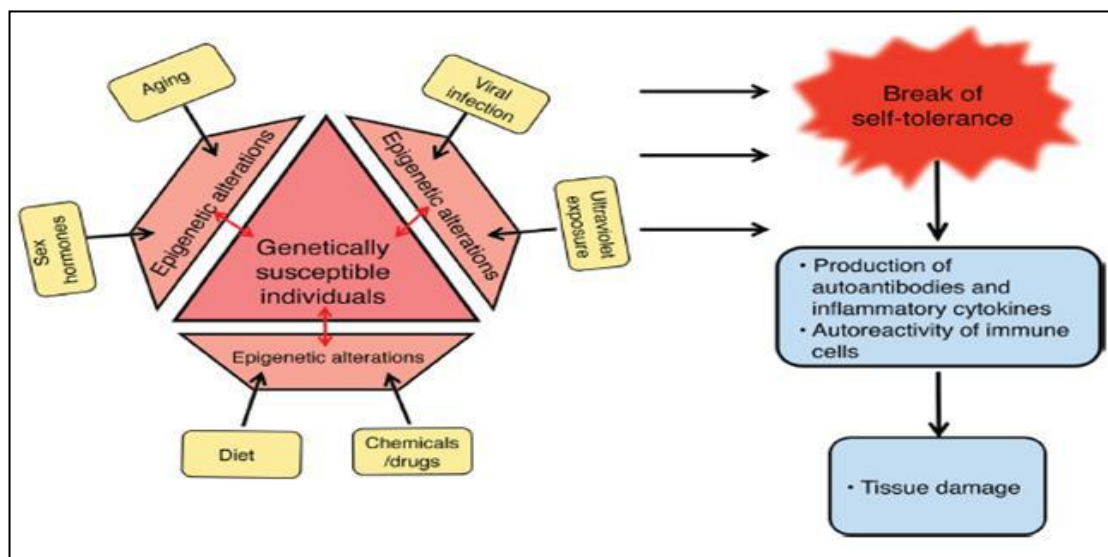 Aging
Viral
infection
Sex
hormones
Epigenetic alterations
Epigenetic alterations
Ultraviolet
exposure
Genetically
susceptible
individuals
Epigenetic alterations
Diet
Chemicals
/drugs
Break of
self-tolerance
• Production of
autoantibodies and
inflammatory cytokines
• Autoreactivity of immune
cells
• Tissue damage